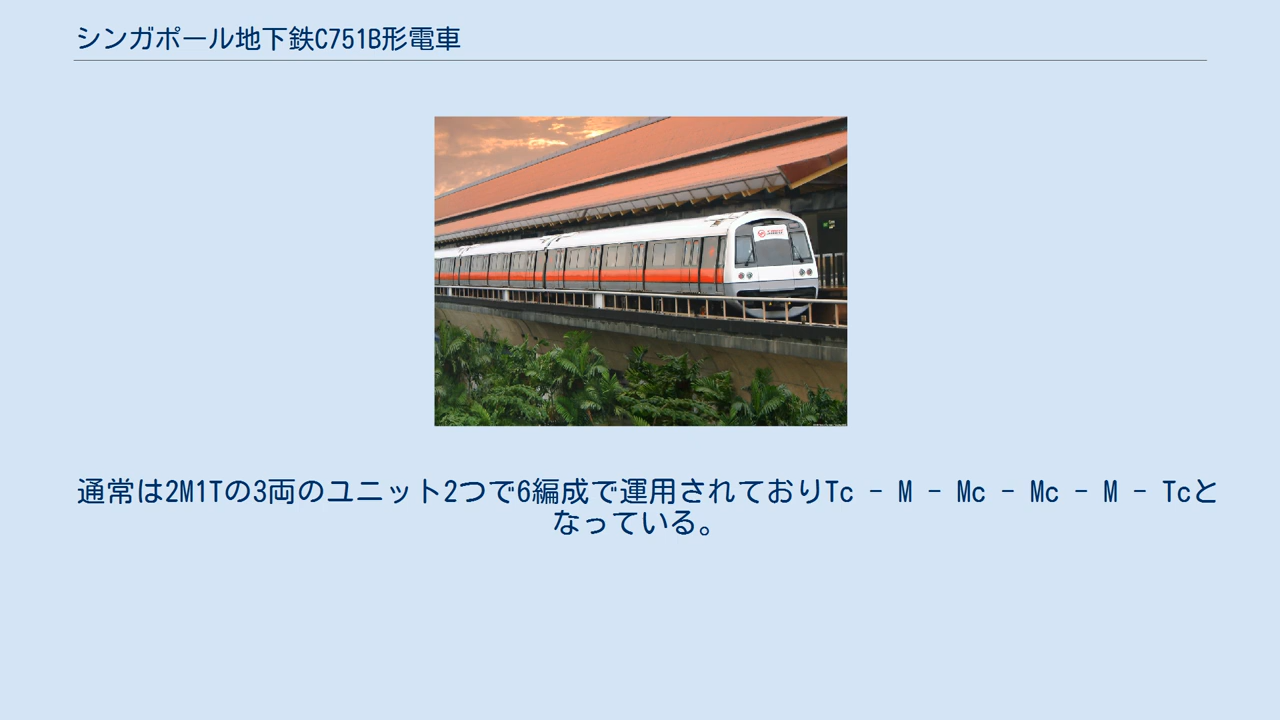 シンガポール地下鉄C751B形電車
通常は2M1Tの3両のユニット2つで6編成で運用されておりTc - M - Mc - Mc - M - Tcと
なっている。